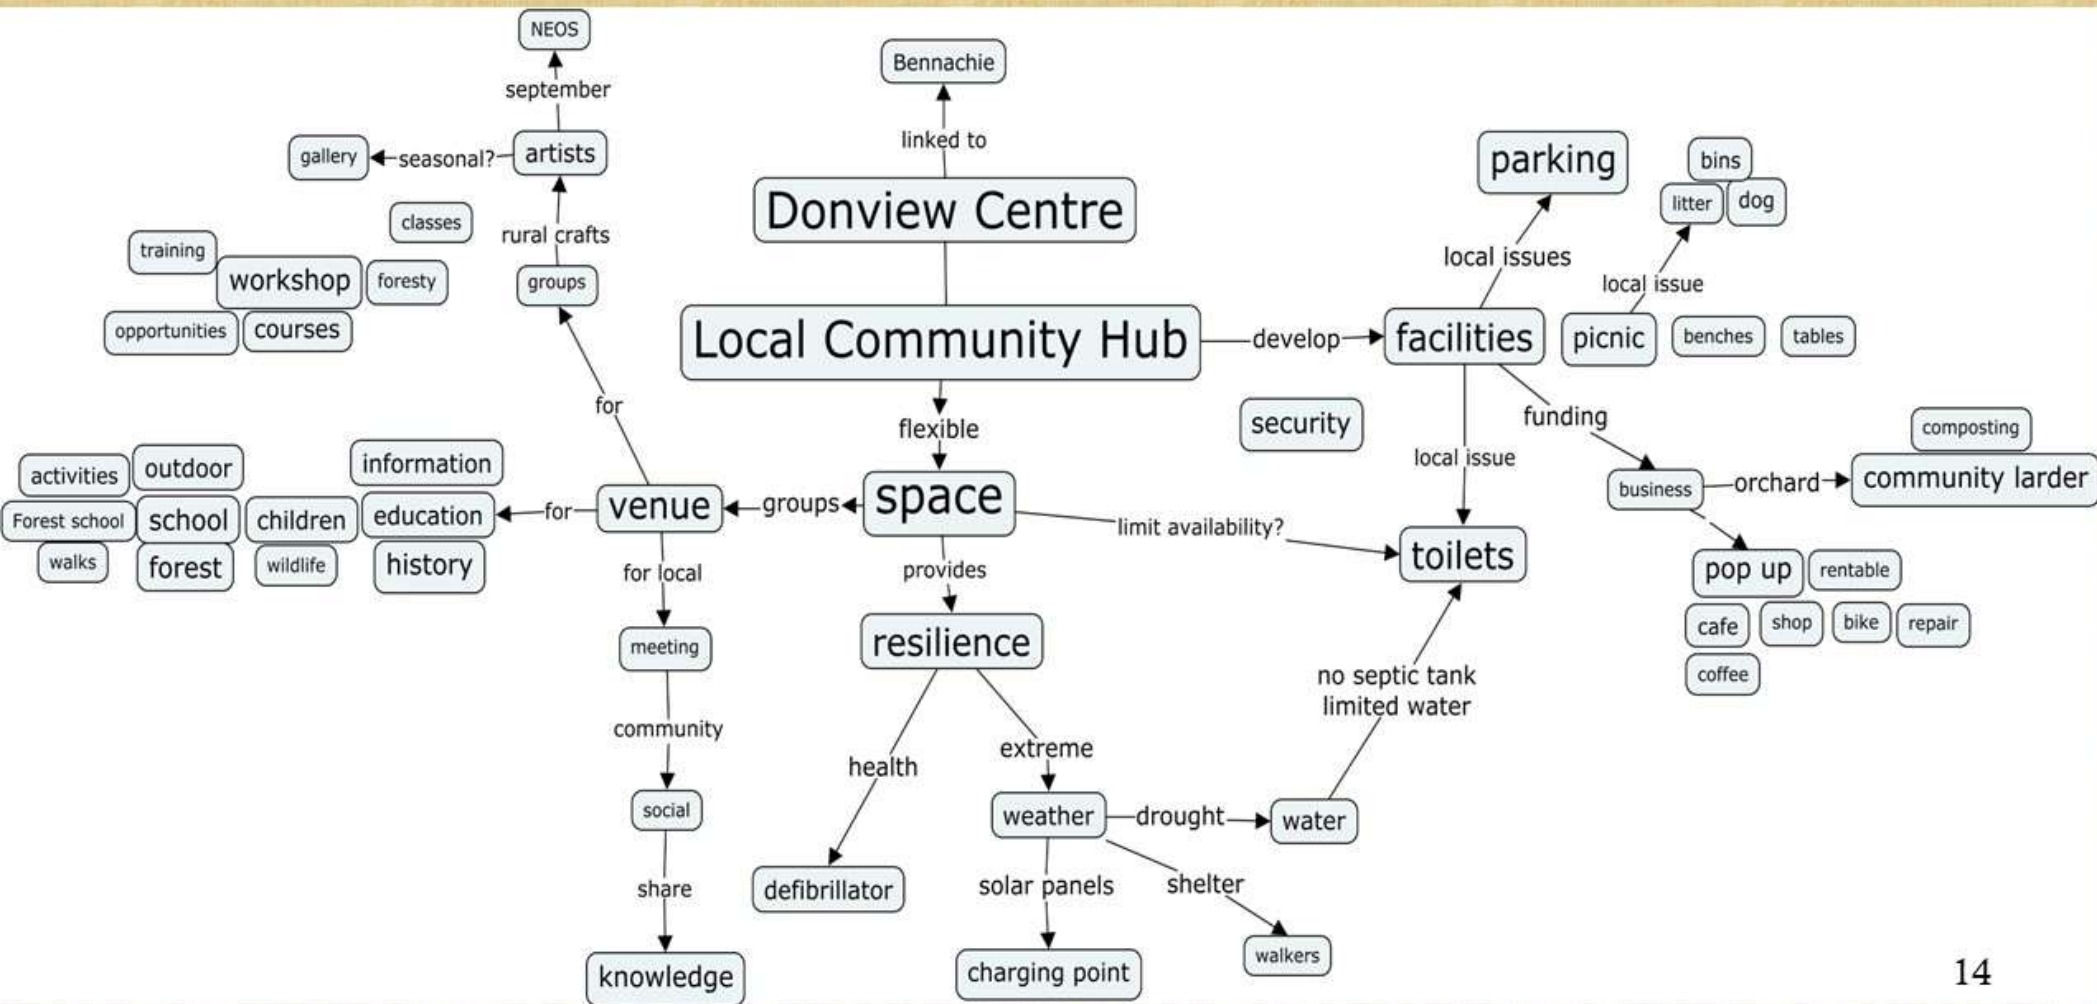 NEOS
september
Bennachie
linked to
gallery
seasonal?
artists
parking
bins
litter
dog
Donview Centre
classes
rural crafts
training
workshop
foresty
groups
local issues
local issue
opportunities
courses
Local Community Hub
develop
facilities
picnic
benches
tables
for
flexible
security
funding
composting
activities
outdoor
information
local issue
business
orchard
community larder
Forest school
school
children
education
for
venue
groups
space
limit availability?
toilets
walks
forest
wildlife
history
for local
provides
pop up
rentable
meeting
resilience
cafe
shop
bike
repair
coffee
no septic tank
limited water
community
health
extreme
social
weather
drought
water
share
defibrillator
solar panels
shelter
knowledge
charging point
walkers
14